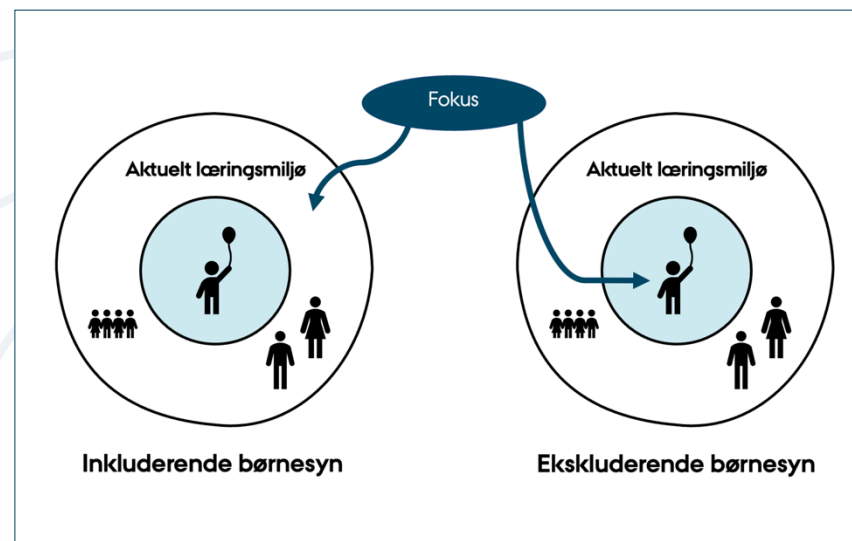 Fokus
Aktuelt læringsmiljø
Aktuelt læringsmiljø
Inkluderende børnesyn
Ekskluderende børnesyn